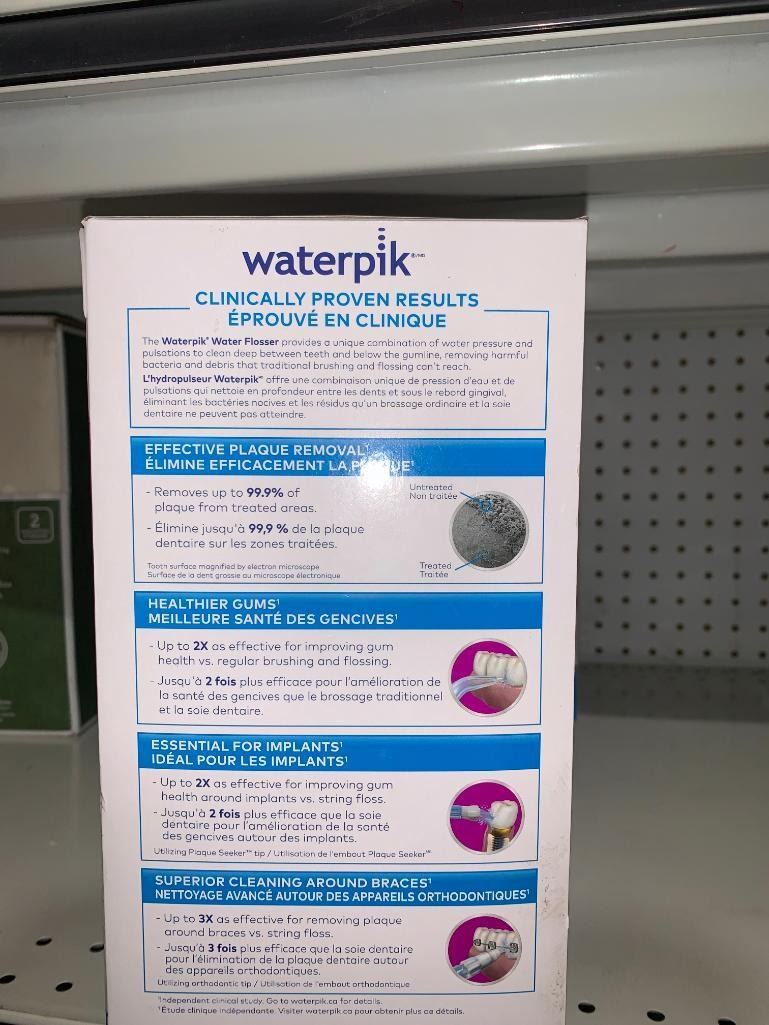 waterpik®/MD
CLINICALLY PROVEN RESULTS
ÉPROUVÉ EN CLINIQUE
The Waterpik® Water Flosser provides a unique combination of water pressure and
pulsations to clean deep between teeth and below the gumline, removing harmful
bacteria and debris that traditional brushing and flossing can't reach.
L'hydropulseur Waterpik offre une combinaison unique de pression d'eau et de
pulsations qui nettoie en profondeur entre les dents et sous le rebord gingival,
éliminant les bactéries nocives et les résidus qu'un brossage ordinaire et la soie
dentaire ne peuvent pas atteindre.
EFFECTIVE PLAQUE REMOVAL¹
ÉLIMINE EFFICACEMENT LA
- Removes up to 99.9% of
plaque from treated areas.
- Élimine jusqu'à 99,9 % de la plaque
dentaire sur les zones traitées.
Untreated
Non traitée
Treated
Traitée
Tooth surface magnified by electron microscope
Surface de la dent grossie au microscope électronique
HEALTHIER GUMS¹
MEILLEURE SANTÉ DES GENCIVES¹
- Up to 2X as effective for improving gum
health vs. regular brushing and flossing.
- Jusqu'à 2 fois plus efficace pour l'amélioration de
la santé des gencives que le brossage traditionnel
et la soie dentaire.
ESSENTIAL FOR IMPLANTS¹
IDÉAL POUR LES IMPLANTS¹
- Up to 2X as effective for improving gum
health around implants vs. string floss.
- Jusqu'à 2 fois plus efficace que la soie
dentaire pour l'amélioration de la santé
des gencives autour des implants.
Utilizing Plaque Seeker™ tip / Utilisation de l'embout Plaque Seeker
SUPERIOR CLEANING AROUND BRACES¹
NETTOYAGE AVANCÉ AUTOUR DES APPAREILS ORTHODONTIQUES¹
- Up to 3X as effective for removing plaque
around braces vs. string floss.
- Jusqu'à 3 fois plus efficace que la soie dentaire
pour l'élimination de la plaque dentaire autour
des appareils orthodontiques.
Utilizing orthodontic tip / Utilisation de l'embout orthodontique
¹Independent clinical study. Go to waterpik.ca for details.
¹Étude clinique indépendante. Visiter waterpik.ca pour obtenir plus de détails.
2